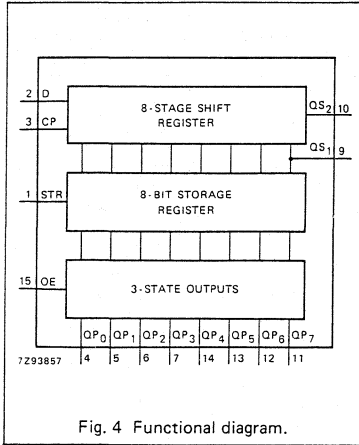 2 D
8-STAGE SHIFT
REGISTER
QS2 10
3 CP
QS1 9
1 STR
8-BIT STORAGE
REGISTER
15 OE
3-STATE OUTPUTS
QP0 QP1 QP2 QP3 QP4 QP5 QP6 QP7
7Z93857 4 5 6 7 14 13 12 11
Fig. 4 Functional diagram.